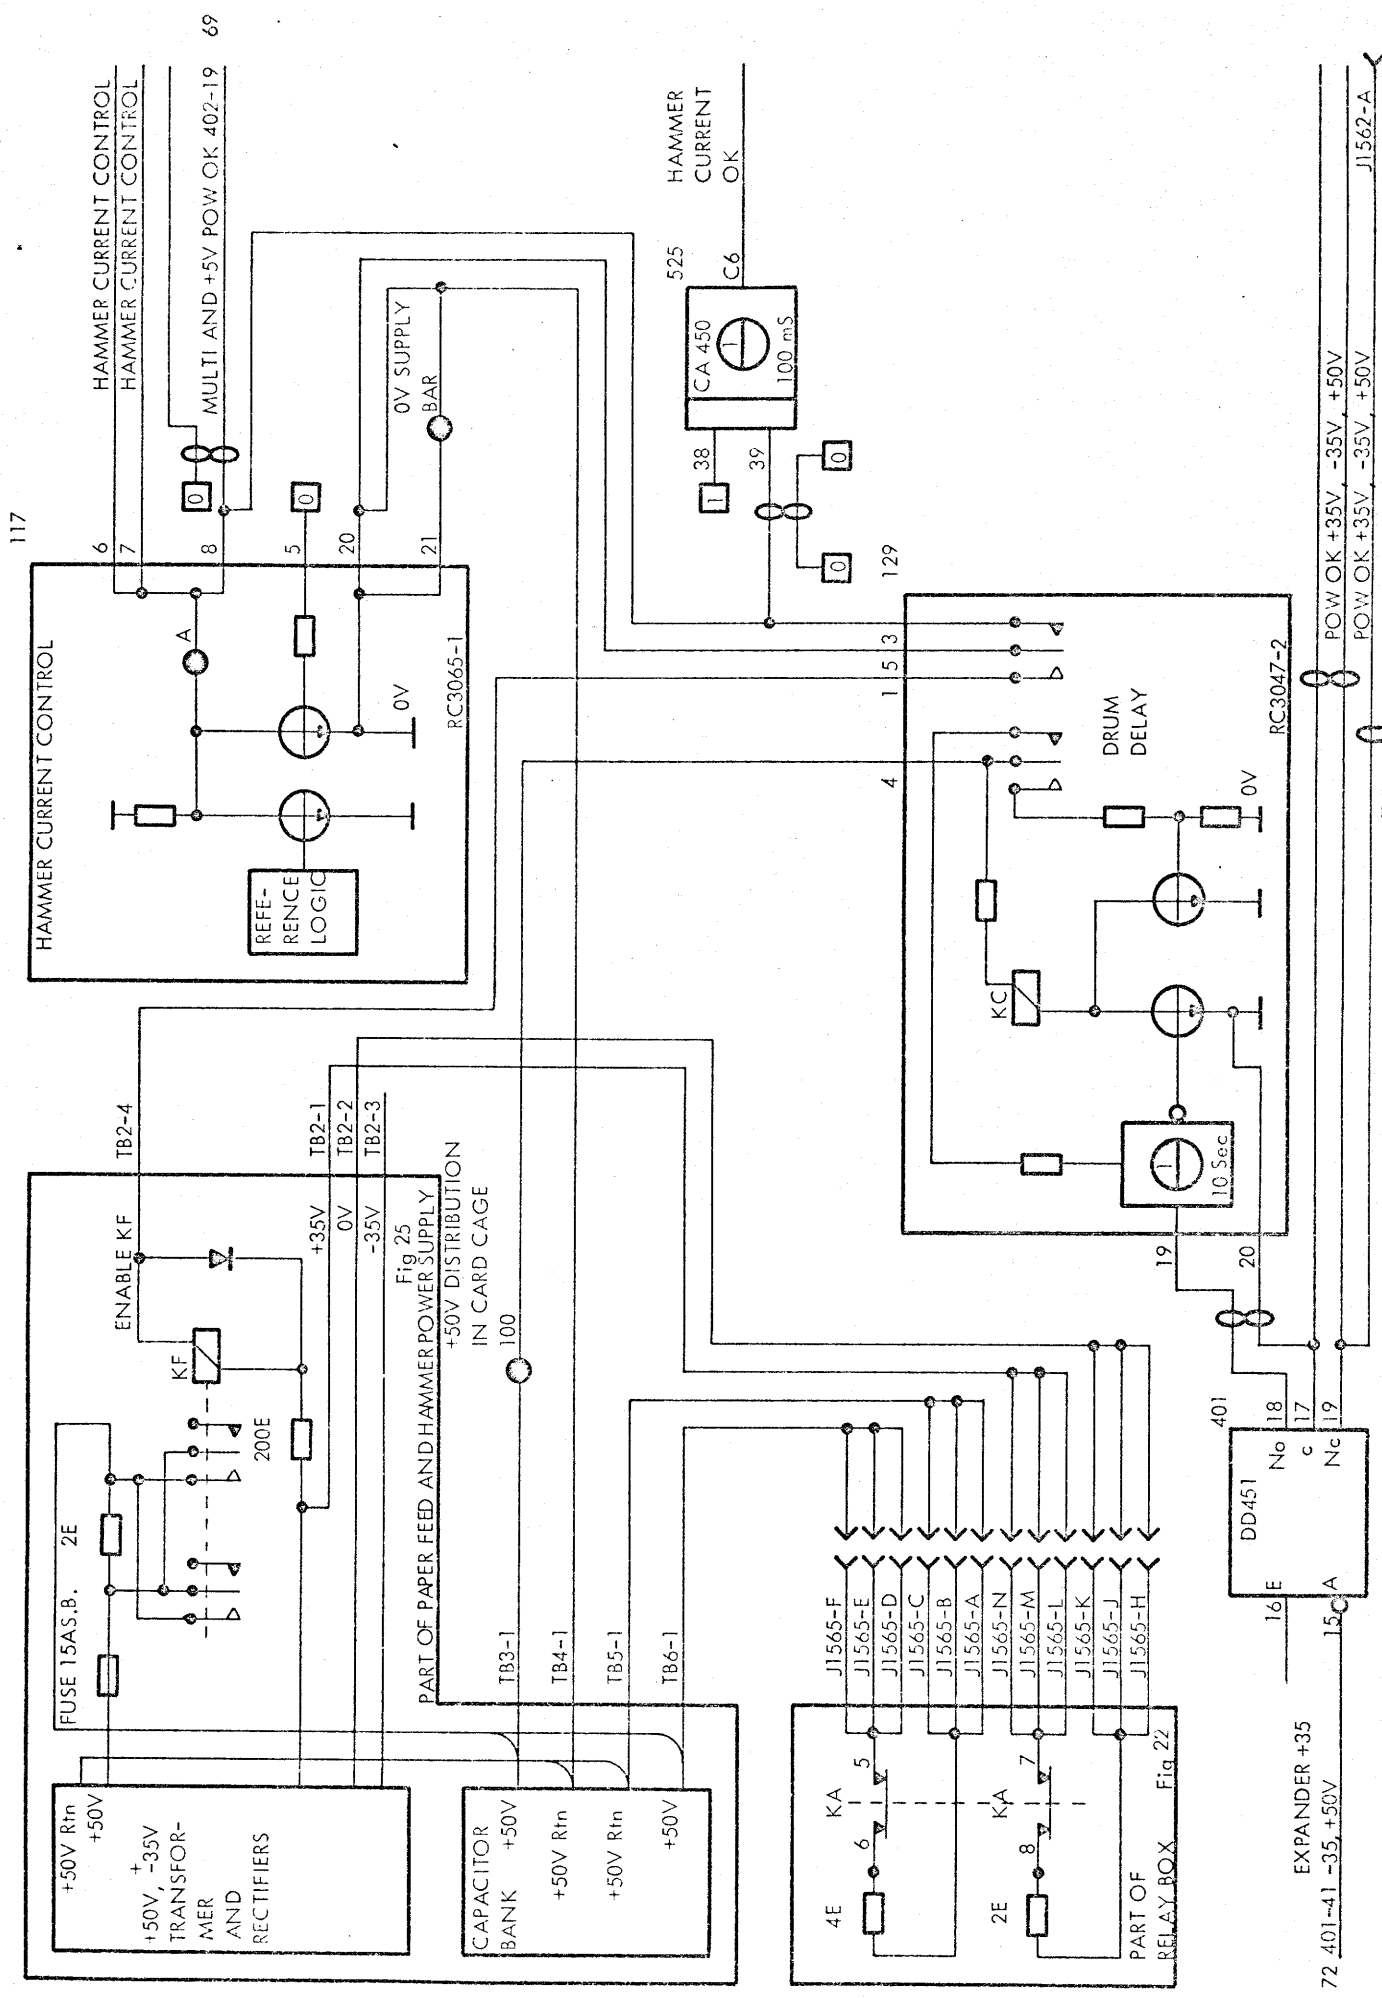 +50V Rtn
+50V
+50V, ±35V
TRANSFOR-
MER
AND
RECTIFIERS
FUSE 15AS.B.
2E
200E
KF
ENABLE KF
+35V
0V
-35V
TB2-4
TB2-1
TB2-2
TB2-3
Fig 25
PART OF PAPER FEED AND HAMMER POWER SUPPLY
+50V DISTRIBUTION
IN CARD CAGE
100
CAPACITOR
BANK
+50V
+50V Rtn
+50V Rtn
+50V
TB3-1
TB4-1
TB5-1
TB6-1
HAMMER CURRENT CONTROL
117
REFE-
RENCE
LOGIC
A
0V
RC3065-1
6
7
8
5
20
21
0
0
HAMMER CURRENT CONTROL
HAMMER CURRENT CONTROL
MULTI AND +5V POW OK 402-19
69
0V SUPPLY
BAR
525
CA 450
1
100 mS
C6
HAMMER
CURRENT
OK
38
39
1
0
0
129
3
5
1
4
DRUM
DELAY
KC
0V
1
10 Sec
RC3047-2
19
20
4E
2E
KA
KA
6
5
8
7
PART OF
RELAY BOX
Fig 22
J1565-F
J1565-E
J1565-D
J1565-C
J1565-B
J1565-A
J1565-N
J1565-M
J1565-L
J1565-K
J1565-J
J1565-H
401
DD451
No
c
Nc
18
17
19
16
E
15
A
EXPANDER +35
72 401-41 -35, +50V
POW OK +35V, -35V, +50V
POW OK +35V, -35V, +50V
J1562-A